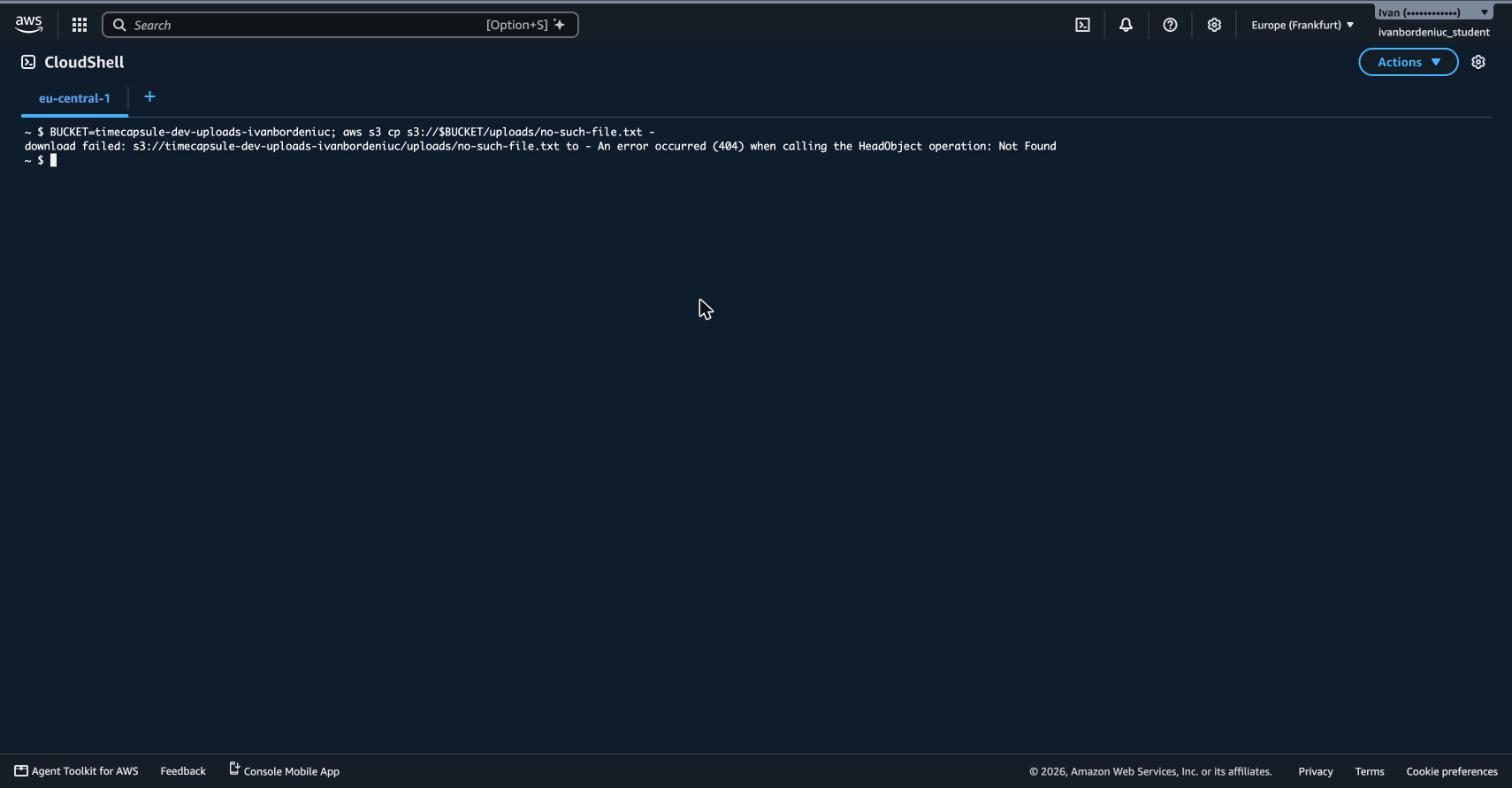 aws
Search
[Option+S]
Europe (Frankfurt)
Ivan (••••••••••••)
ivanbordeniuc_student
CloudShell
Actions
eu-central-1
+
~ $ BUCKET=timecapsule-dev-uploads-ivanbordeniuc; aws s3 cp s3://$BUCKET/uploads/no-such-file.txt -
download failed: s3://timecapsule-dev-uploads-ivanbordeniuc/uploads/no-such-file.txt to - An error occurred (404) when calling the HeadObject operation: Not Found
~ $
Agent Toolkit for AWS
Feedback
Console Mobile App
© 2026, Amazon Web Services, Inc. or its affiliates.
Privacy
Terms
Cookie preferences